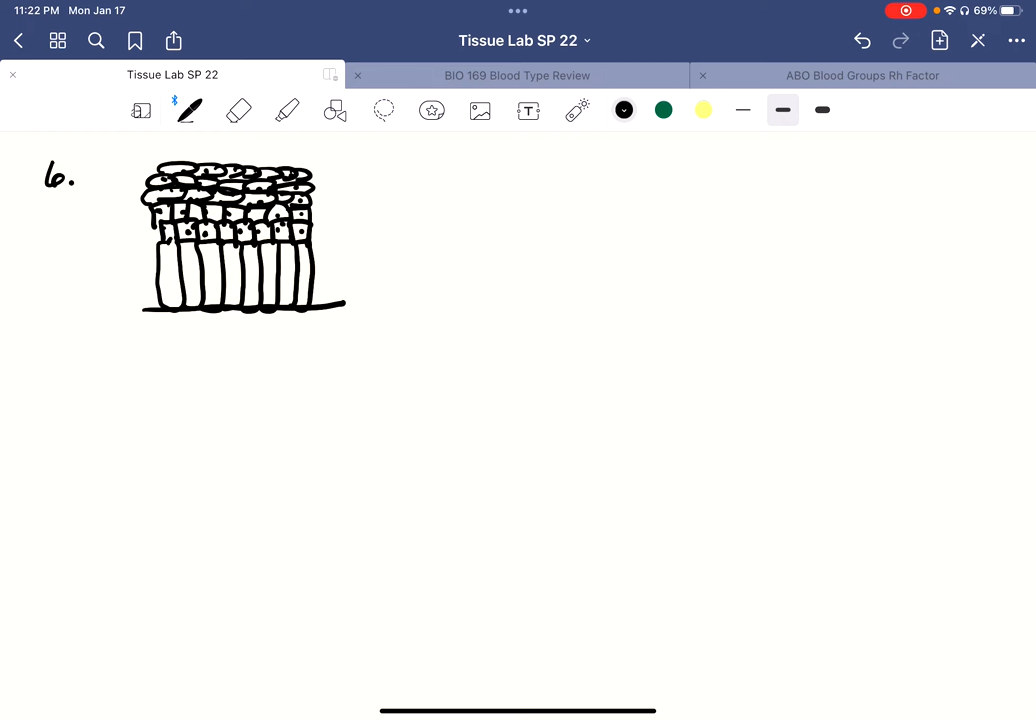 11:22 PM Mon Jan 17 69%
Tissue Lab SP 22
Tissue Lab SP 22 BIO 169 Blood Type Review ABO Blood Groups Rh Factor
T
6.